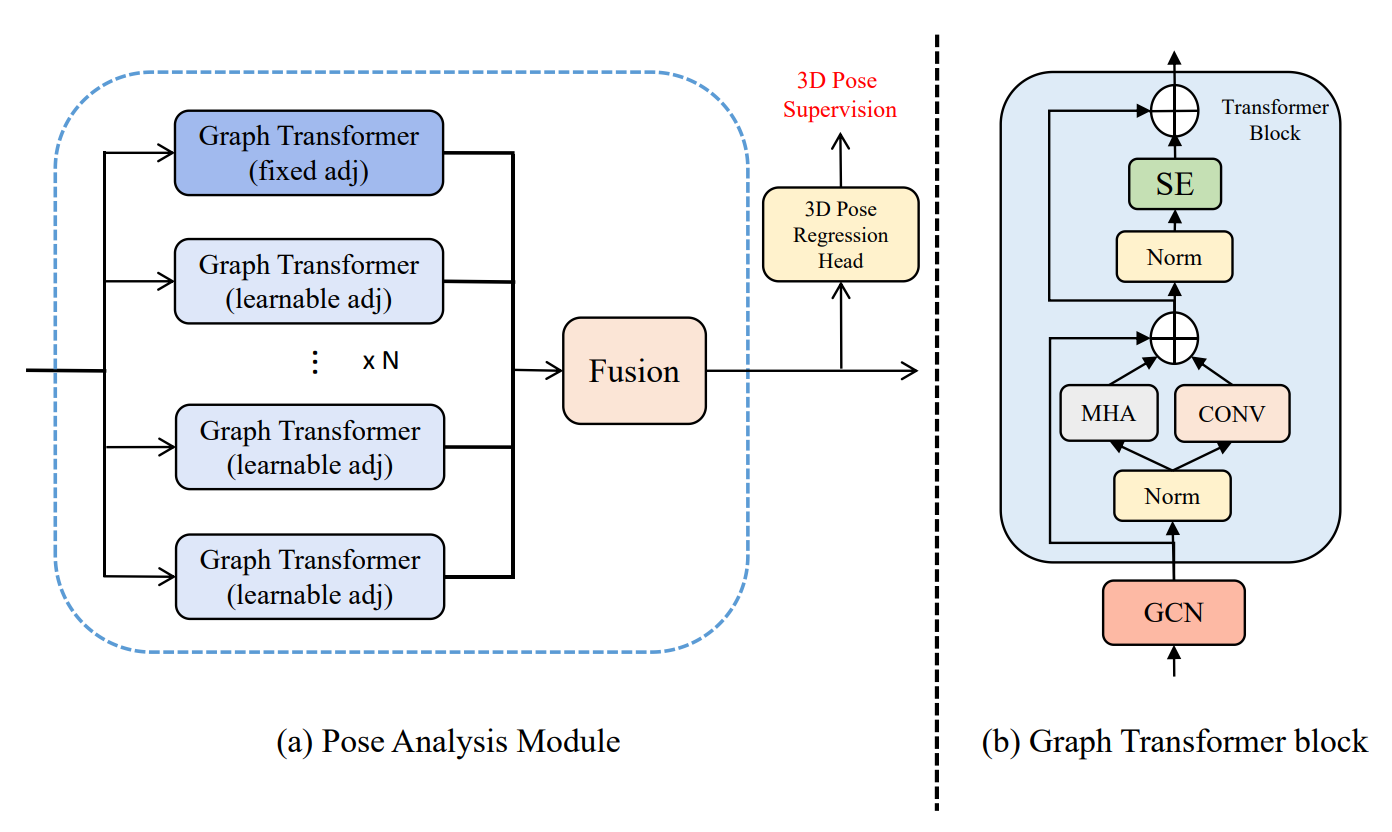 Graph Transformer
(fixed adj)
Graph Transformer
(learnable adj)
⋮ x N
Graph Transformer
(learnable adj)
Graph Transformer
(learnable adj)
Fusion
3D Pose
Supervision
3D Pose
Regression
Head
(a) Pose Analysis Module
Transformer
Block
SE
Norm
MHA
CONV
Norm
GCN
(b) Graph Transformer block